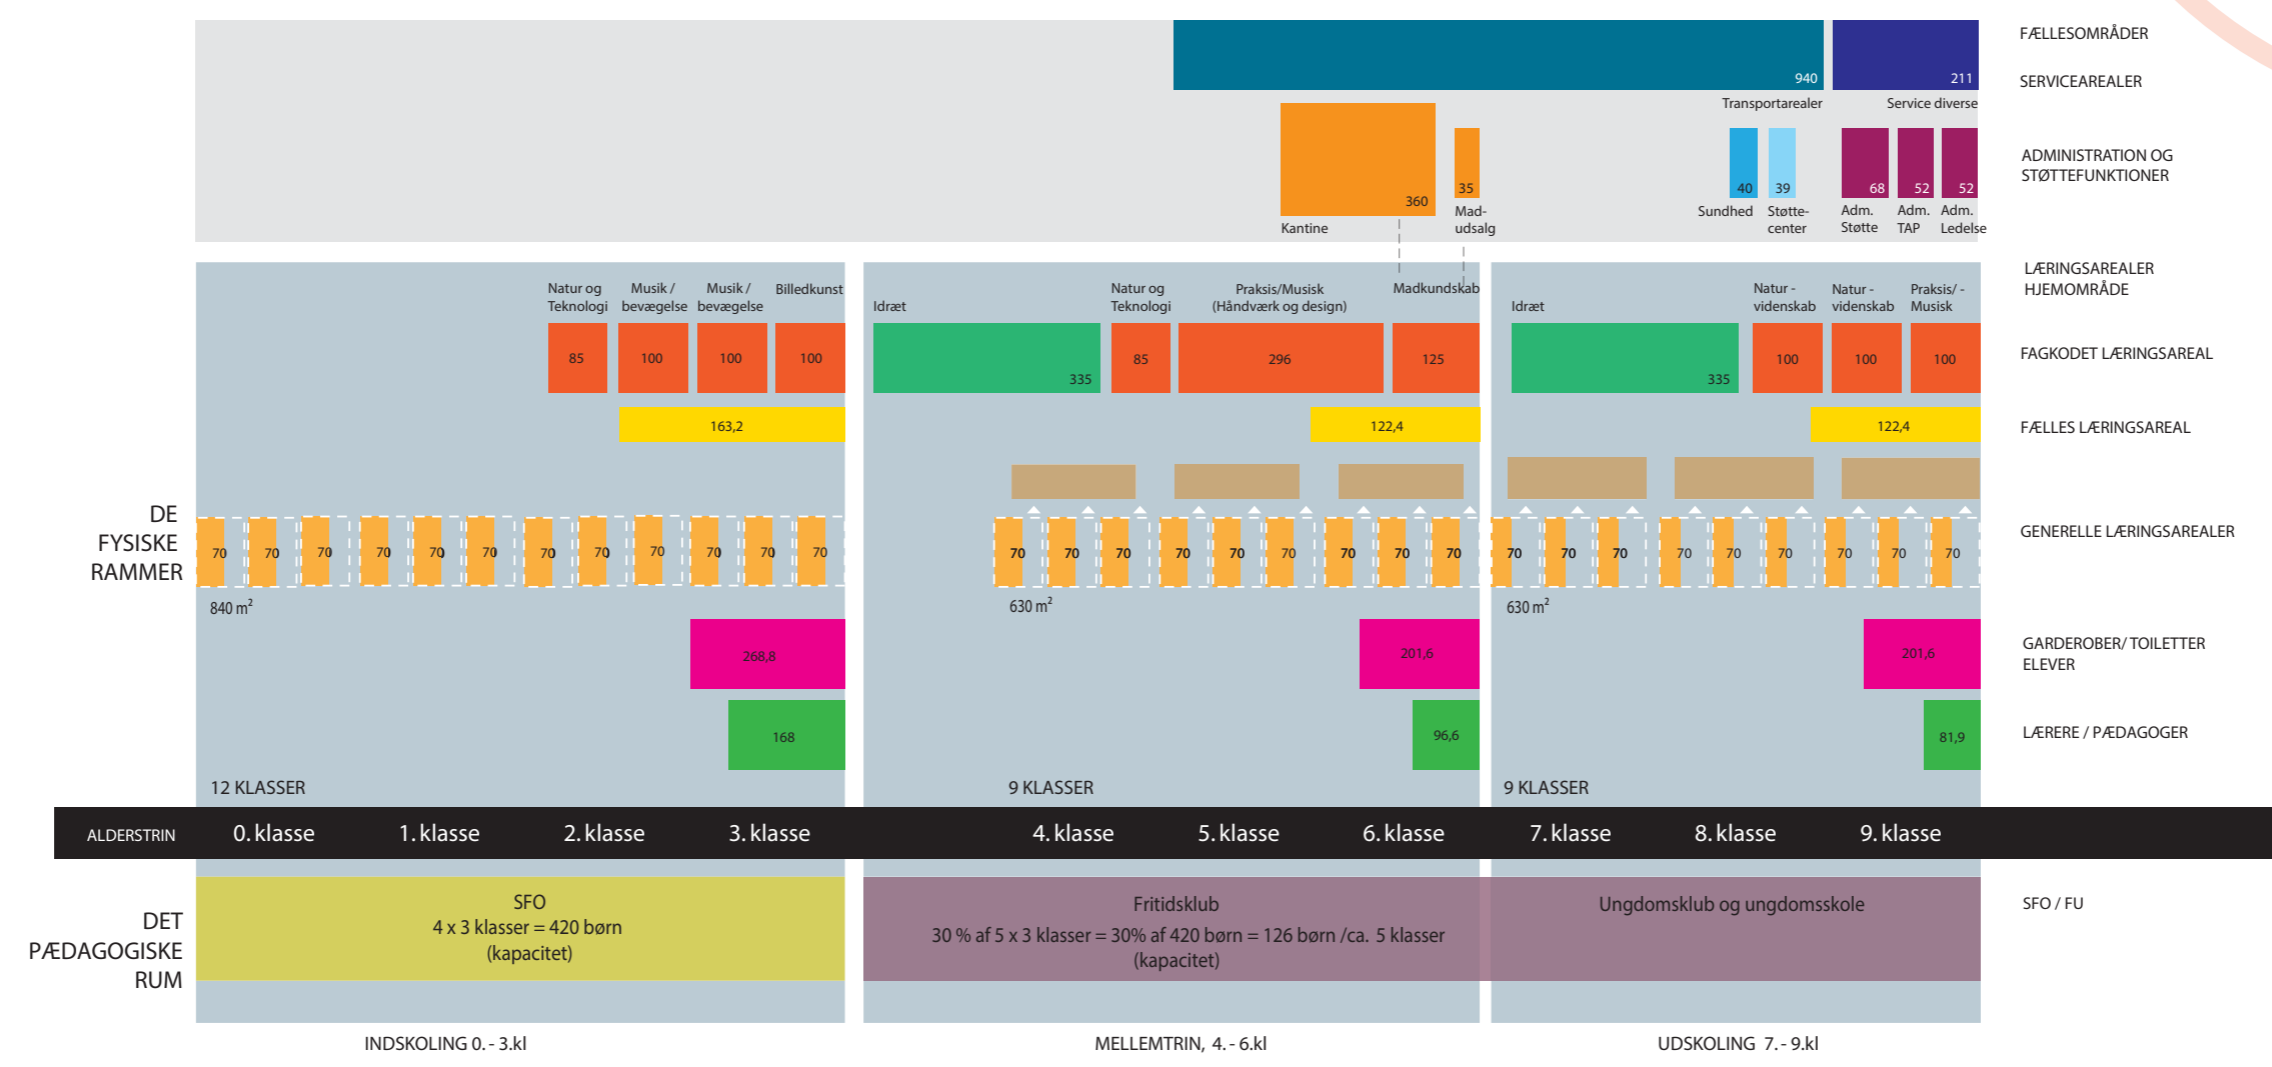 FÆLLESOMRÅDER
940
211
SERVICEAREALER
Transportarealer
Service diverse
360
35
40
39
68
52
52
ADMINISTRATION OG
STØTTEFUNKTIONER
Kantine
Mad-
udsalg
Sundhed
Støtte-
center
Adm.
Støtte
Adm.
TAP
Adm.
Ledelse
LÆRINGSAREALER
HJEMOMRÅDE
Natur og
Teknologi
Musik /
bevægelse
Musik /
bevægelse
Billedkunst
Idræt
Natur og
Teknologi
Praksis/Musisk
(Håndværk og design)
Madkundskab
Idræt
Natur -
videnskab
Natur -
videnskab
Praksis/ -
Musisk
85
100
100
100
335
85
296
125
335
100
100
100
FAGKODET LÆRINGSAREAL
163,2
122,4
122,4
FÆLLES LÆRINGSAREAL
DE
FYSISKE
RAMMER
70 70 70 70 70 70 70 70 70 70 70 70
70 70 70 70 70 70 70 70 70
70 70 70 70 70 70 70 70 70
GENERELLE LÆRINGSAREALER
840 m²
630 m²
630 m²
268,8
201,6
201,6
GARDEROBER/ TOILETTER
ELEVER
168
96,6
81,9
LÆRERE / PÆDAGOGER
12 KLASSER
9 KLASSER
9 KLASSER
ALDERSTRIN
0. klasse
1. klasse
2. klasse
3. klasse
4. klasse
5. klasse
6. klasse
7. klasse
8. klasse
9. klasse
DET
PÆDAGOGISKE
RUM
SFO
4 x 3 klasser = 420 børn
(kapacitet)
Fritidsklub
30 % af 5 x 3 klasser = 30% af 420 børn = 126 børn /ca. 5 klasser
(kapacitet)
Ungdomsklub og ungdomsskole
SFO / FU
INDSKOLING 0. - 3.kl
MELLEMTRIN, 4. - 6.kl
UDSKOLING 7. - 9.kl